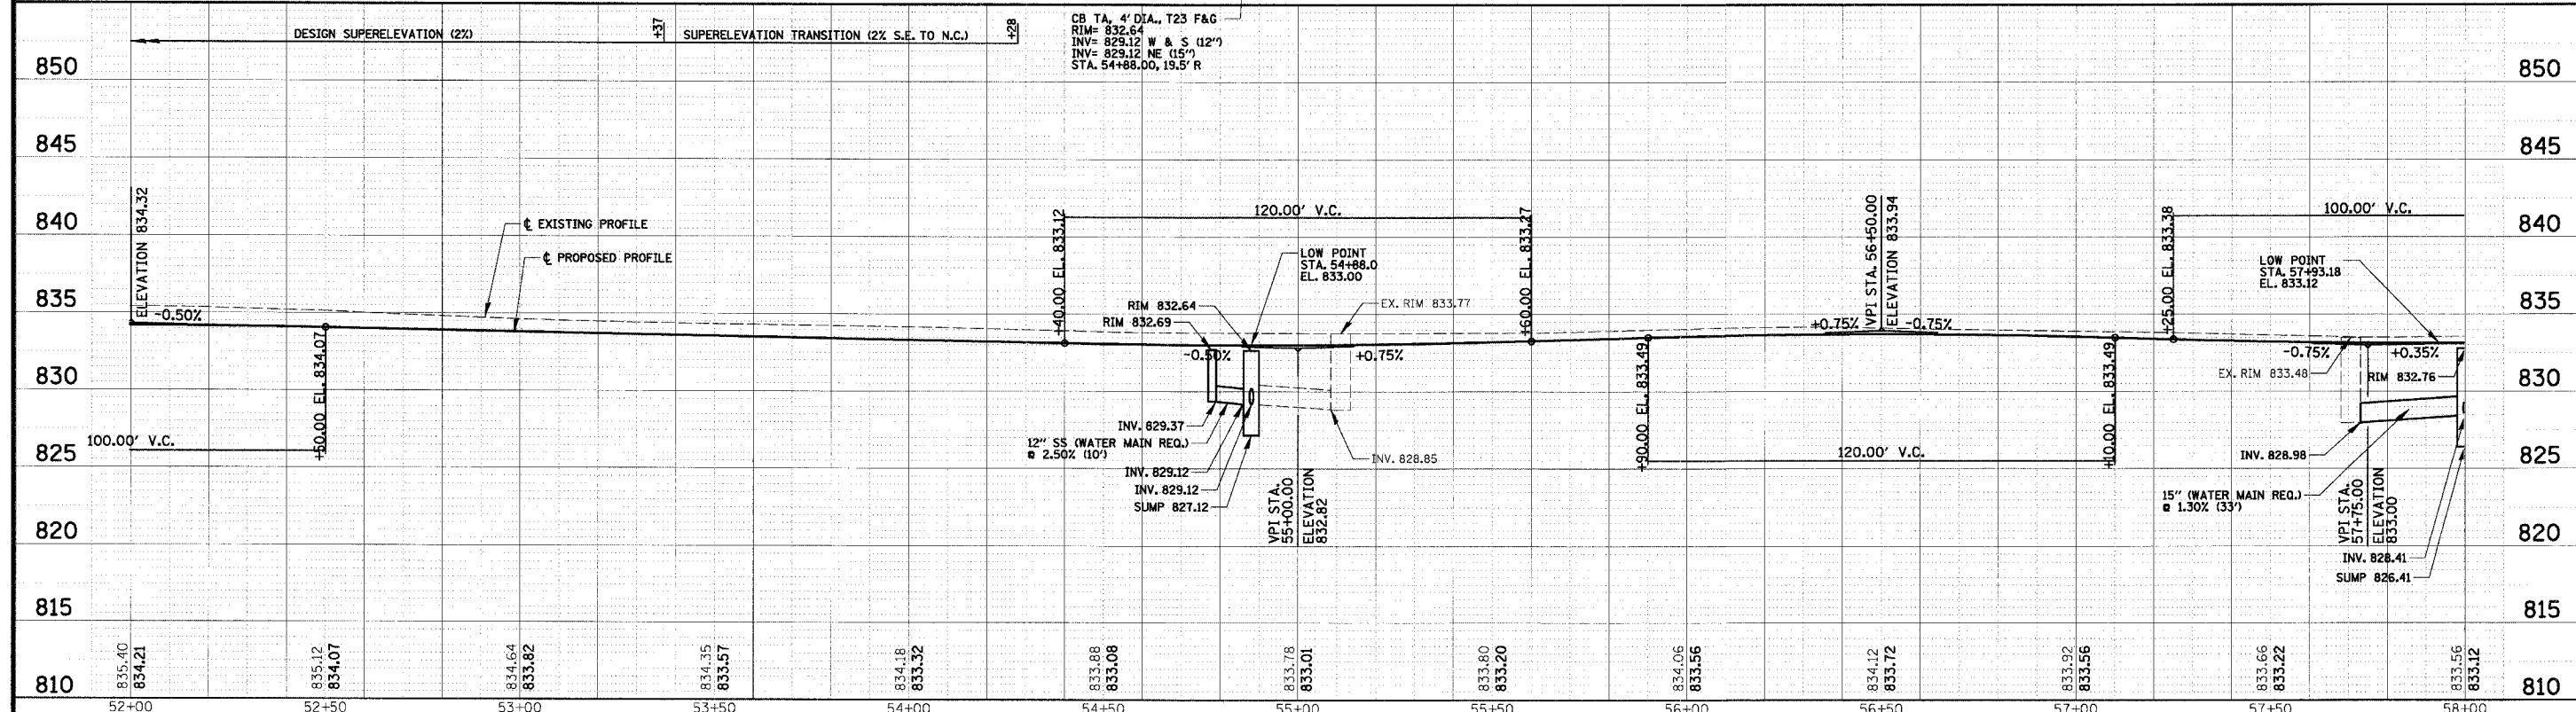 DESIGN SUPERELEVATION (2%)
+37
SUPERELEVATION TRANSITION (2% S.E. TO N.C.)
+28
CB TA, 4' DIA., T23 F&G
RIM= 832.64
INV= 829.12 W & S (12")
INV= 829.12 NE (15")
STA. 54+88.00, 19.5' R
850
850
845
845
840
840
835
835
830
830
825
825
820
820
815
815
810
810
ELEVATION 834.32
-0.50%
100.00' V.C.
+50.00 EL. 834.07
℄ EXISTING PROFILE
℄ PROPOSED PROFILE
+40.00 EL. 833.12
120.00' V.C.
+60.00 EL. 833.27
LOW POINT
STA. 54+88.0
EL. 833.00
RIM 832.64
RIM 832.69
EX. RIM 833.77
-0.50%
+0.75%
INV. 829.37
12" SS (WATER MAIN REQ.)
@ 2.50% (10')
INV. 829.12
INV. 829.12
SUMP 827.12
INV. 828.85
VPI STA.
55+00.00
ELEVATION
832.82
+90.00 EL. 833.49
120.00' V.C.
+10.00 EL. 833.49
+0.75%
VPI STA. 56+50.00
ELEVATION 833.94
-0.75%
+25.00 EL. 833.38
100.00' V.C.
LOW POINT
STA. 57+93.18
EL. 833.12
-0.75%
+0.35%
EX. RIM 833.48
RIM 832.76
INV. 828.98
15" (WATER MAIN REQ.)
@ 1.30% (33')
VPI STA.
57+75.00
ELEVATION
833.00
INV. 828.41
SUMP 826.41
835.40
834.21
835.12
834.07
834.64
833.82
834.35
833.57
834.18
833.32
833.88
833.08
833.78
833.01
833.80
833.20
834.06
833.56
834.12
833.72
833.92
833.56
833.66
833.22
833.56
833.12
52+00
52+50
53+00
53+50
54+00
54+50
55+00
55+50
56+00
56+50
57+00
57+50
58+00